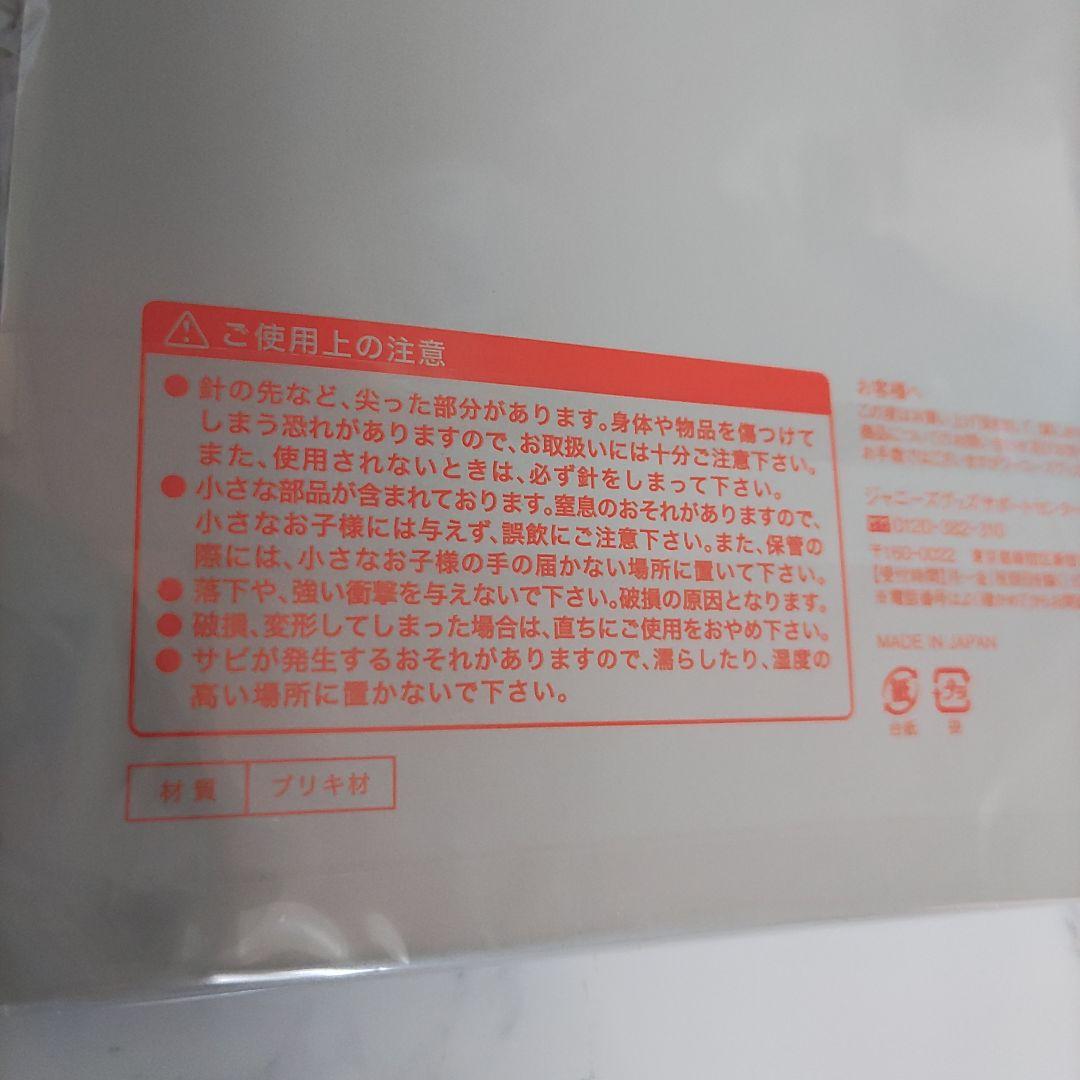 ご使用上の注意
● 針の先など、尖った部分があります。身体や物品を傷つけて
しまう恐れがありますので、お取扱いには十分ご注意下さい。
また、使用されないときは、必ず針をしまって下さい。
● 小さな部品が含まれております。窒息のおそれがありますので、
小さなお子様には与えず、誤飲にご注意下さい。また、保管の
際には、小さなお子様の手の届かない場所に置いて下さい。
● 落下や、強い衝撃を与えないで下さい。破損の原因となります。
● 破損、変形してしまった場合は、直ちにご使用をおやめ下さい。
● サビが発生するおそれがありますので、濡らしたり、湿度の
高い場所に置かないで下さい。
材質 ブリキ材
お客様へ
ジャニーズグッズサポートセンター
0120-382-316
〒160-0022 東京都新宿区新宿
MADE IN JAPAN
紙 プラ
台紙 袋